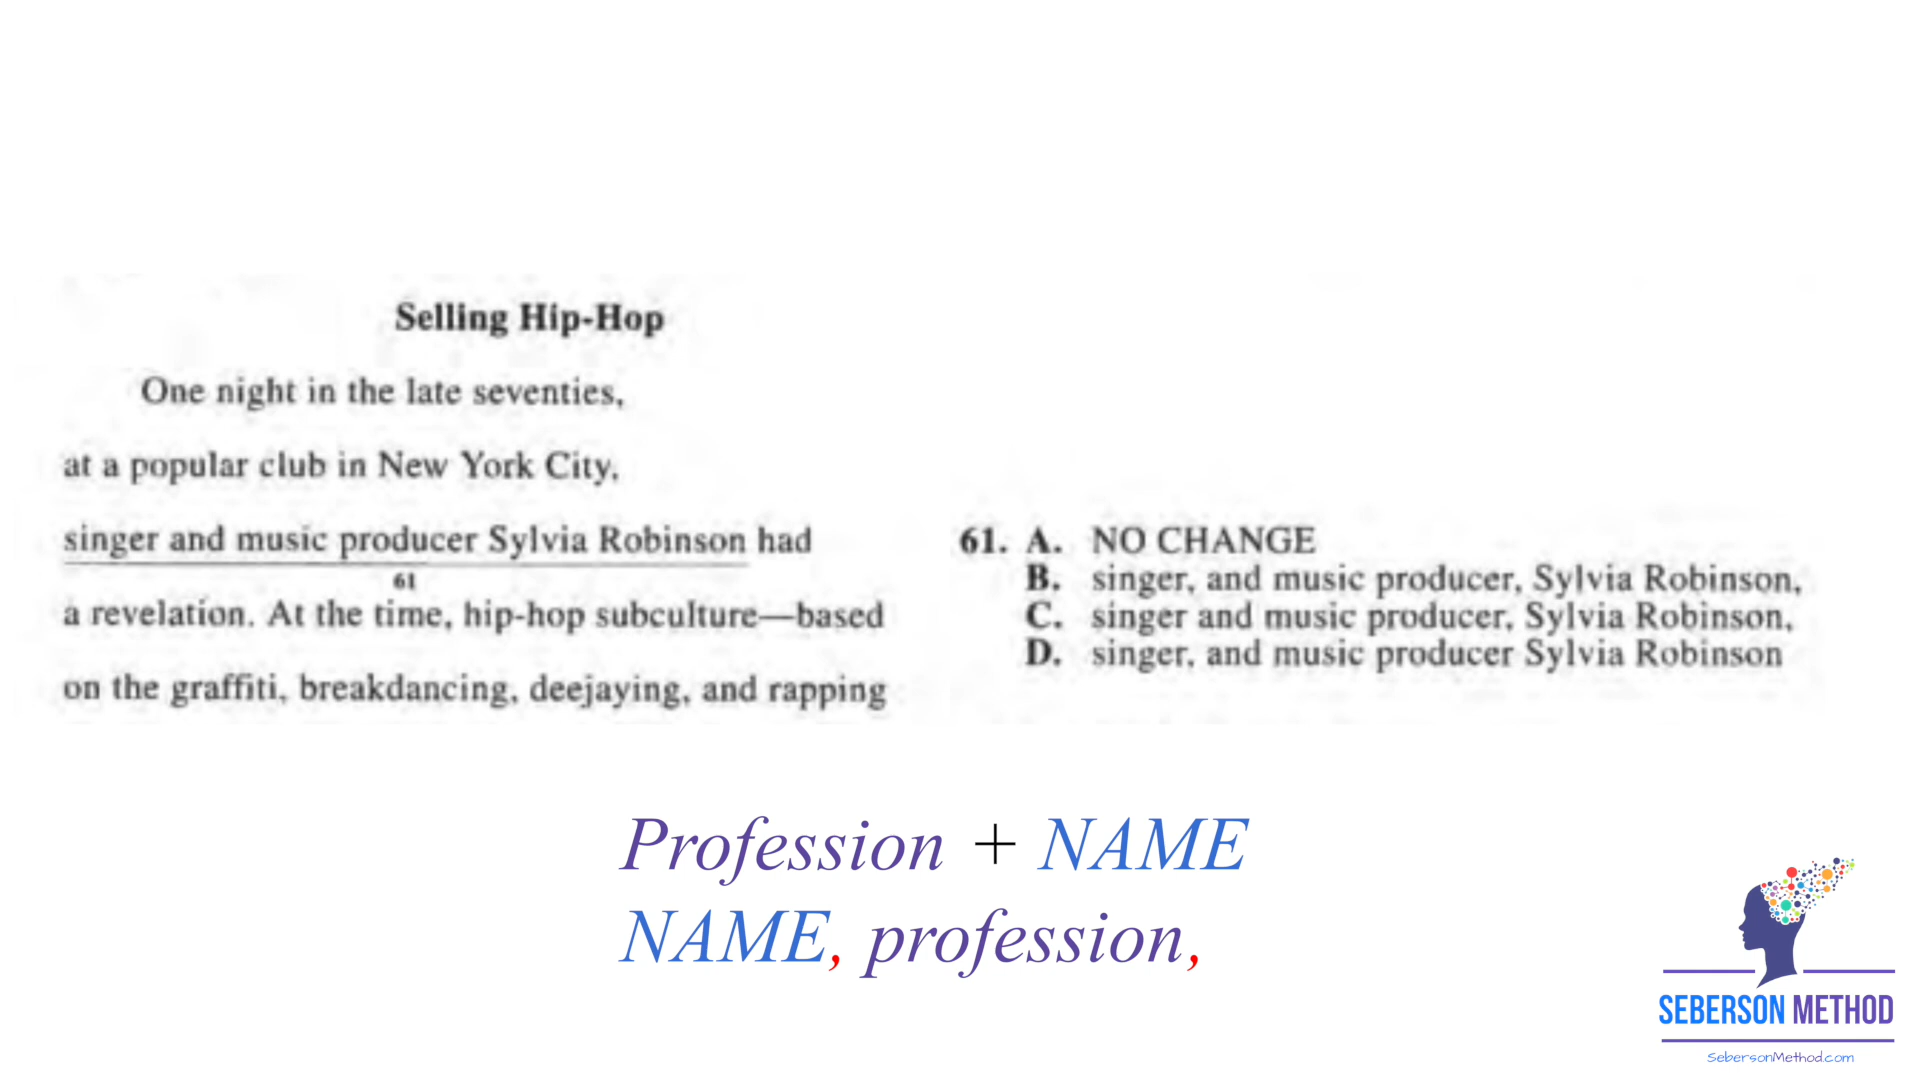 Selling Hip-Hop
One night in the late seventies,
at a popular club in New York City,
singer and music producer Sylvia Robinson had
61
a revelation. At the time, hip-hop subculture—based
on the graffiti, breakdancing, deejaying, and rapping
61. A. NO CHANGE
B. singer, and music producer, Sylvia Robinson,
C. singer and music producer, Sylvia Robinson,
D. singer, and music producer Sylvia Robinson
Profession + NAME
NAME, profession,
SEBERSON METHOD
SebersonMethod.com